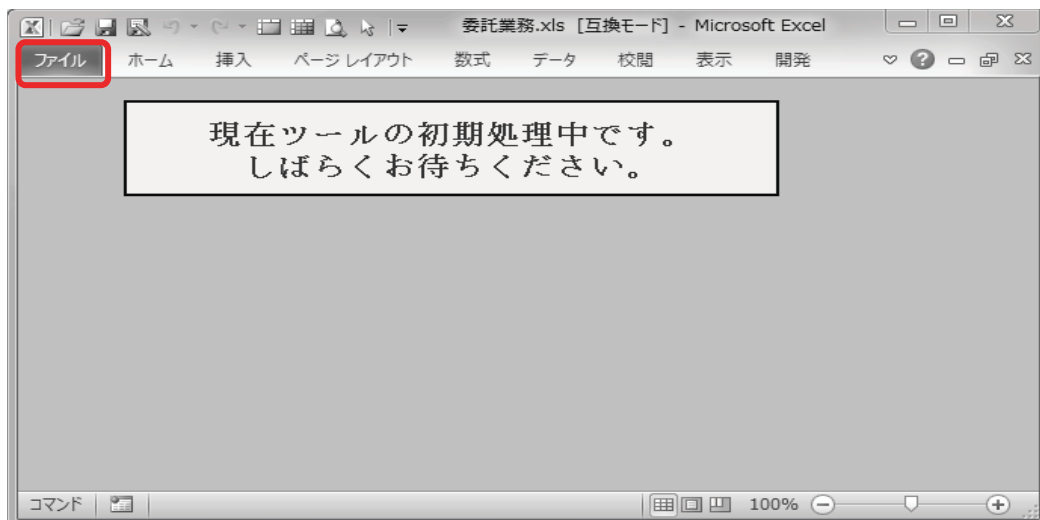 委託業務.xls [互換モード] - Microsoft Excel
ファイル ホーム 挿入 ページ レイアウト 数式 データ 校閲 表示 開発
現在ツールの初期処理中です。
しばらくお待ちください。
コマンド 100%